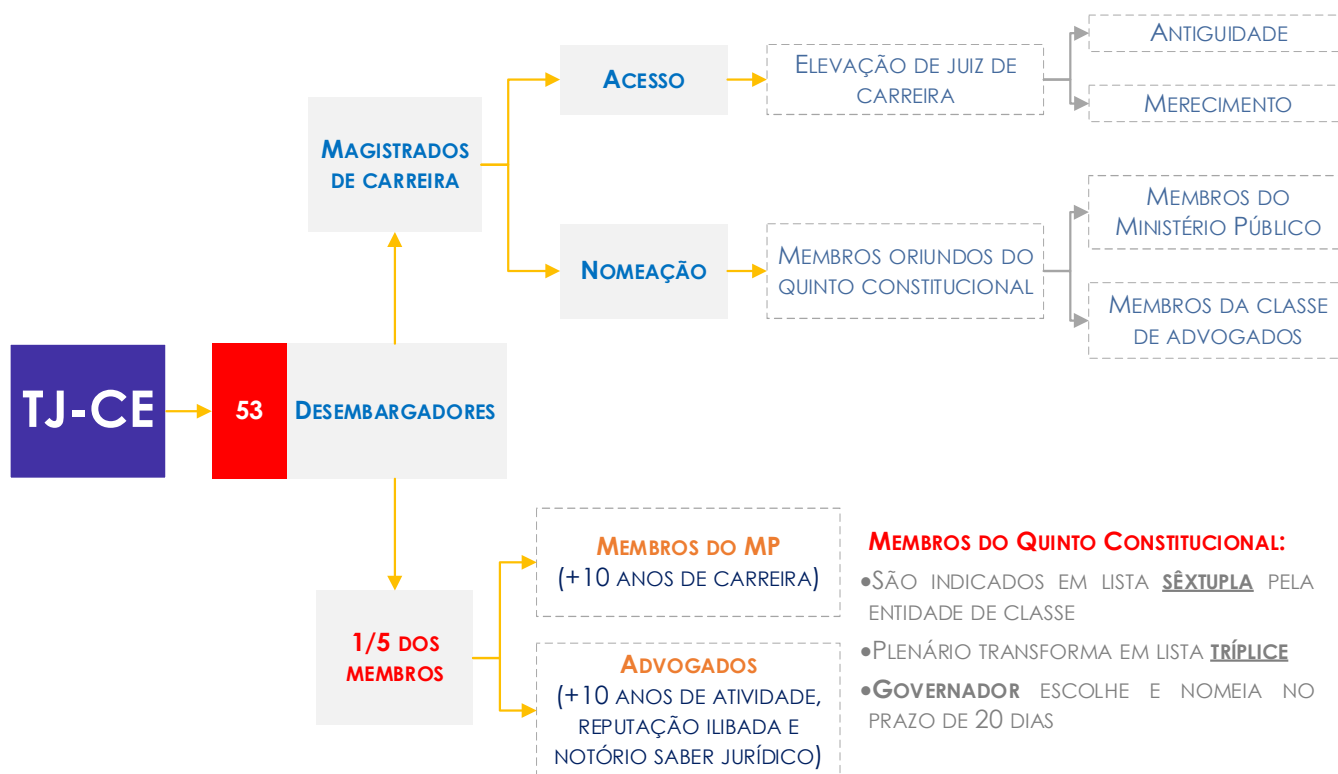 TJ-CE
53
Desembargadores
Magistrados
de carreira
Acesso
Elevação de juiz de
carreira
Antiguidade
Merecimento
Nomeação
Membros oriundos do
quinto constitucional
Membros do
Ministério Público
Membros da classe
de advogados
1/5 dos
membros
Membros do MP
(+10 anos de carreira)
Advogados
(+10 anos de atividade,
reputação ilibada e
notório saber jurídico)
Membros do Quinto Constitucional:
•São indicados em lista sêxtupla pela
entidade de classe
•Plenário transforma em lista tríplice
•Governador escolhe e nomeia no
prazo de 20 dias